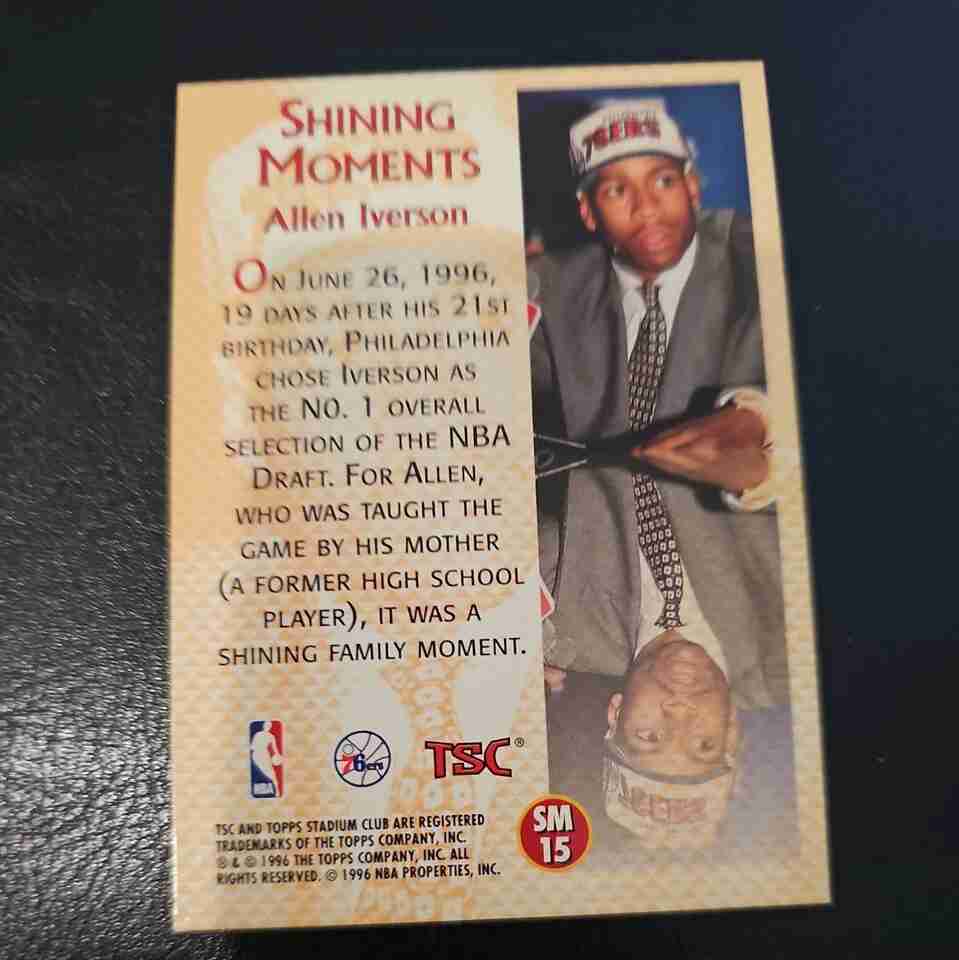 SHINING
MOMENTS
Allen Iverson
ON JUNE 26, 1996,
19 DAYS AFTER HIS 21ST
BIRTHDAY, PHILADELPHIA
CHOSE IVERSON AS
THE NO. 1 OVERALL
SELECTION OF THE NBA
DRAFT. FOR ALLEN,
WHO WAS TAUGHT THE
GAME BY HIS MOTHER
(A FORMER HIGH SCHOOL
PLAYER), IT WAS A
SHINING FAMILY MOMENT.
76ERS
NBA
76ers
TSC®
TSC AND TOPPS STADIUM CLUB ARE REGISTERED
TRADEMARKS OF THE TOPPS COMPANY, INC.
® & © 1996 THE TOPPS COMPANY, INC. ALL
RIGHTS RESERVED. © 1996 NBA PROPERTIES, INC.
SM
15